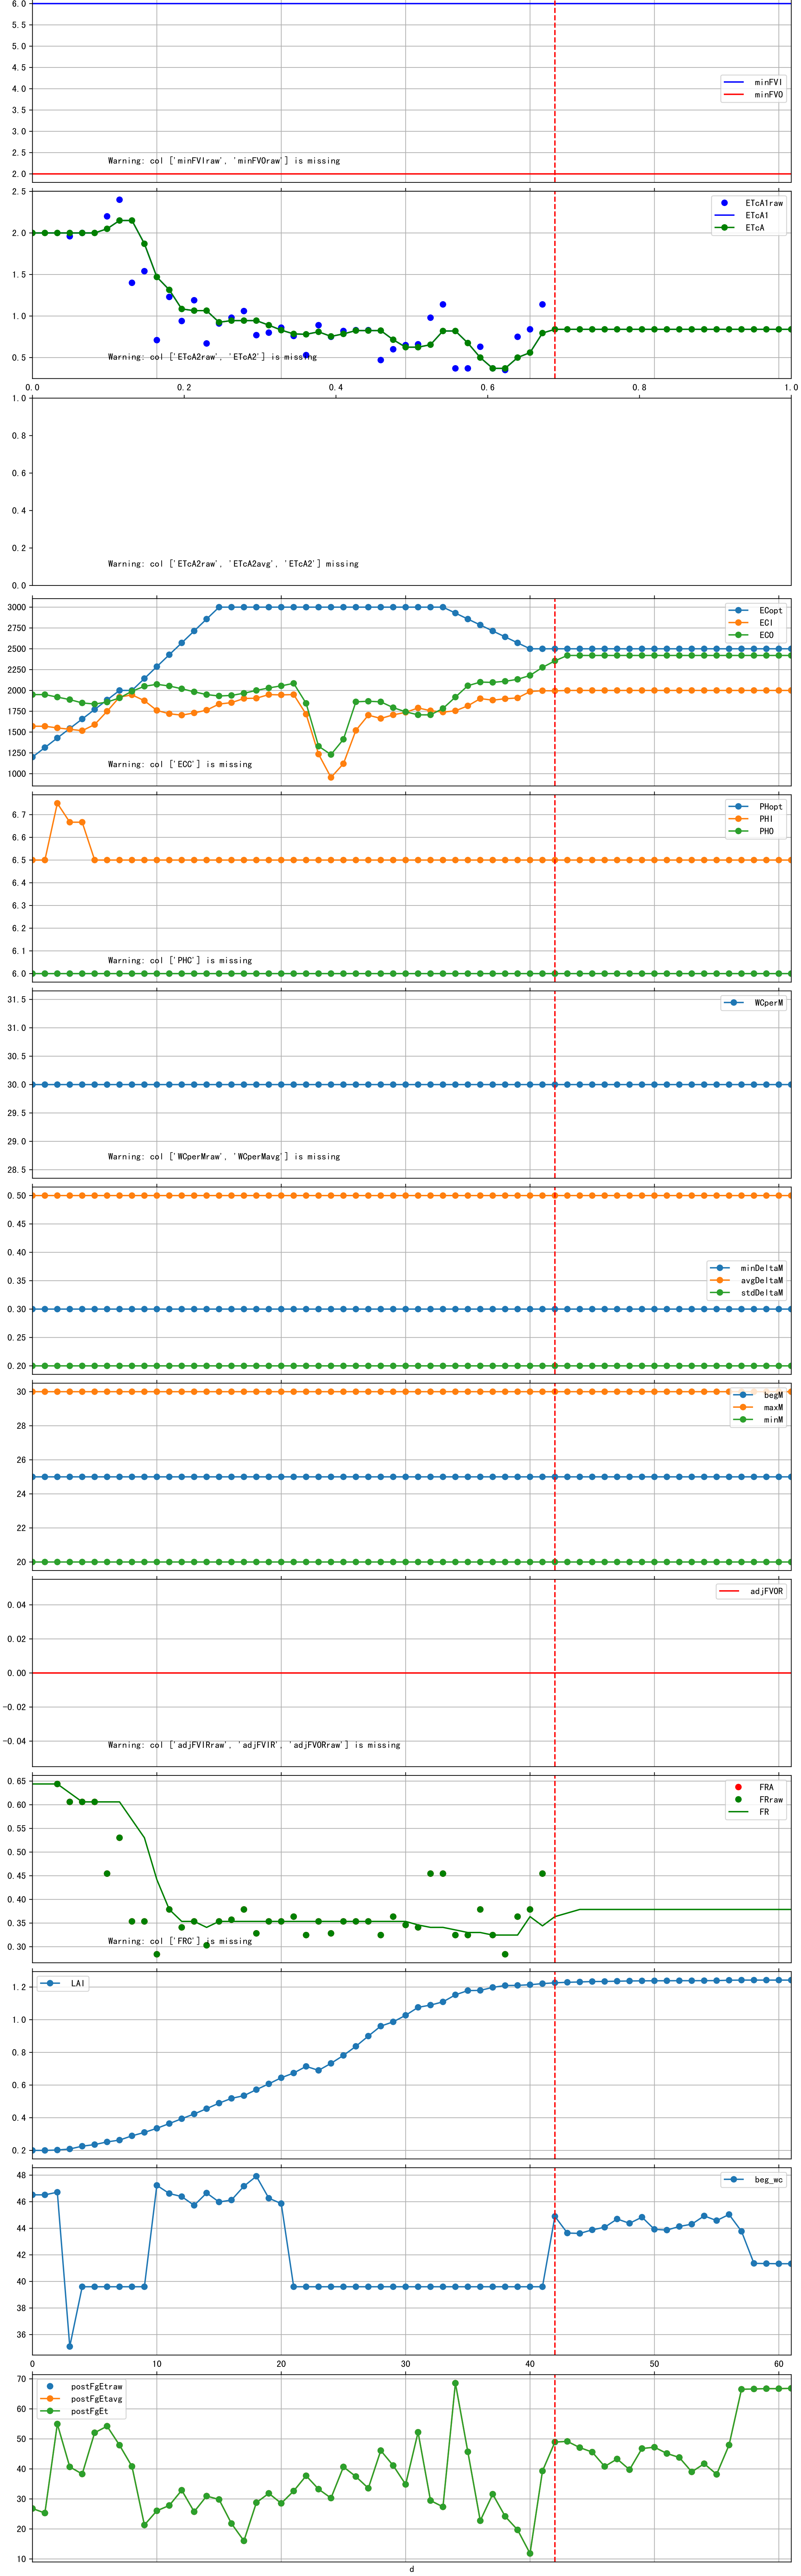 6.0
5.5
5.0
4.5
4.0
3.5
3.0
2.5
2.0
minFVI
minFVO
Warning: col ['minFVIraw', 'minFVOraw'] is missing
2.5
2.0
1.5
1.0
0.5
ETcA1raw
ETcA1
ETcA
Warning: col ['ETcA2raw', 'ETcA2'] is missing
0.0 0.2 0.4 0.6 0.8 1.0
1.0
0.8
0.6
0.4
0.2
0.0
Warning: col ['ETcA2raw', 'ETcA2avg', 'ETcA2'] missing
3000
2750
2500
2250
2000
1750
1500
1250
1000
ECopt
ECI
ECO
Warning: col ['ECC'] is missing
6.7
6.6
6.5
6.4
6.3
6.2
6.1
6.0
PHopt
PHI
PHO
Warning: col ['PHC'] is missing
31.5
31.0
30.5
30.0
29.5
29.0
28.5
WCperM
Warning: col ['WCperMraw', 'WCperMavg'] is missing
0.50
0.45
0.40
0.35
0.30
0.25
0.20
minDeltaM
avgDeltaM
stdDeltaM
30
28
26
24
22
20
begM
maxM
minM
0.04
0.02
0.00
-0.02
-0.04
adjFVOR
Warning: col ['adjFVIRraw', 'adjFVIR', 'adjFVORraw'] is missing
0.65
0.60
0.55
0.50
0.45
0.40
0.35
0.30
FRA
FRraw
FR
Warning: col ['FRC'] is missing
1.2
1.0
0.8
0.6
0.4
0.2
LAI
48
46
44
42
40
38
36
beg_wc
0 10 20 30 40 50 60
70
60
50
40
30
20
10
postFgEtraw
postFgEtavg
postFgEt
d